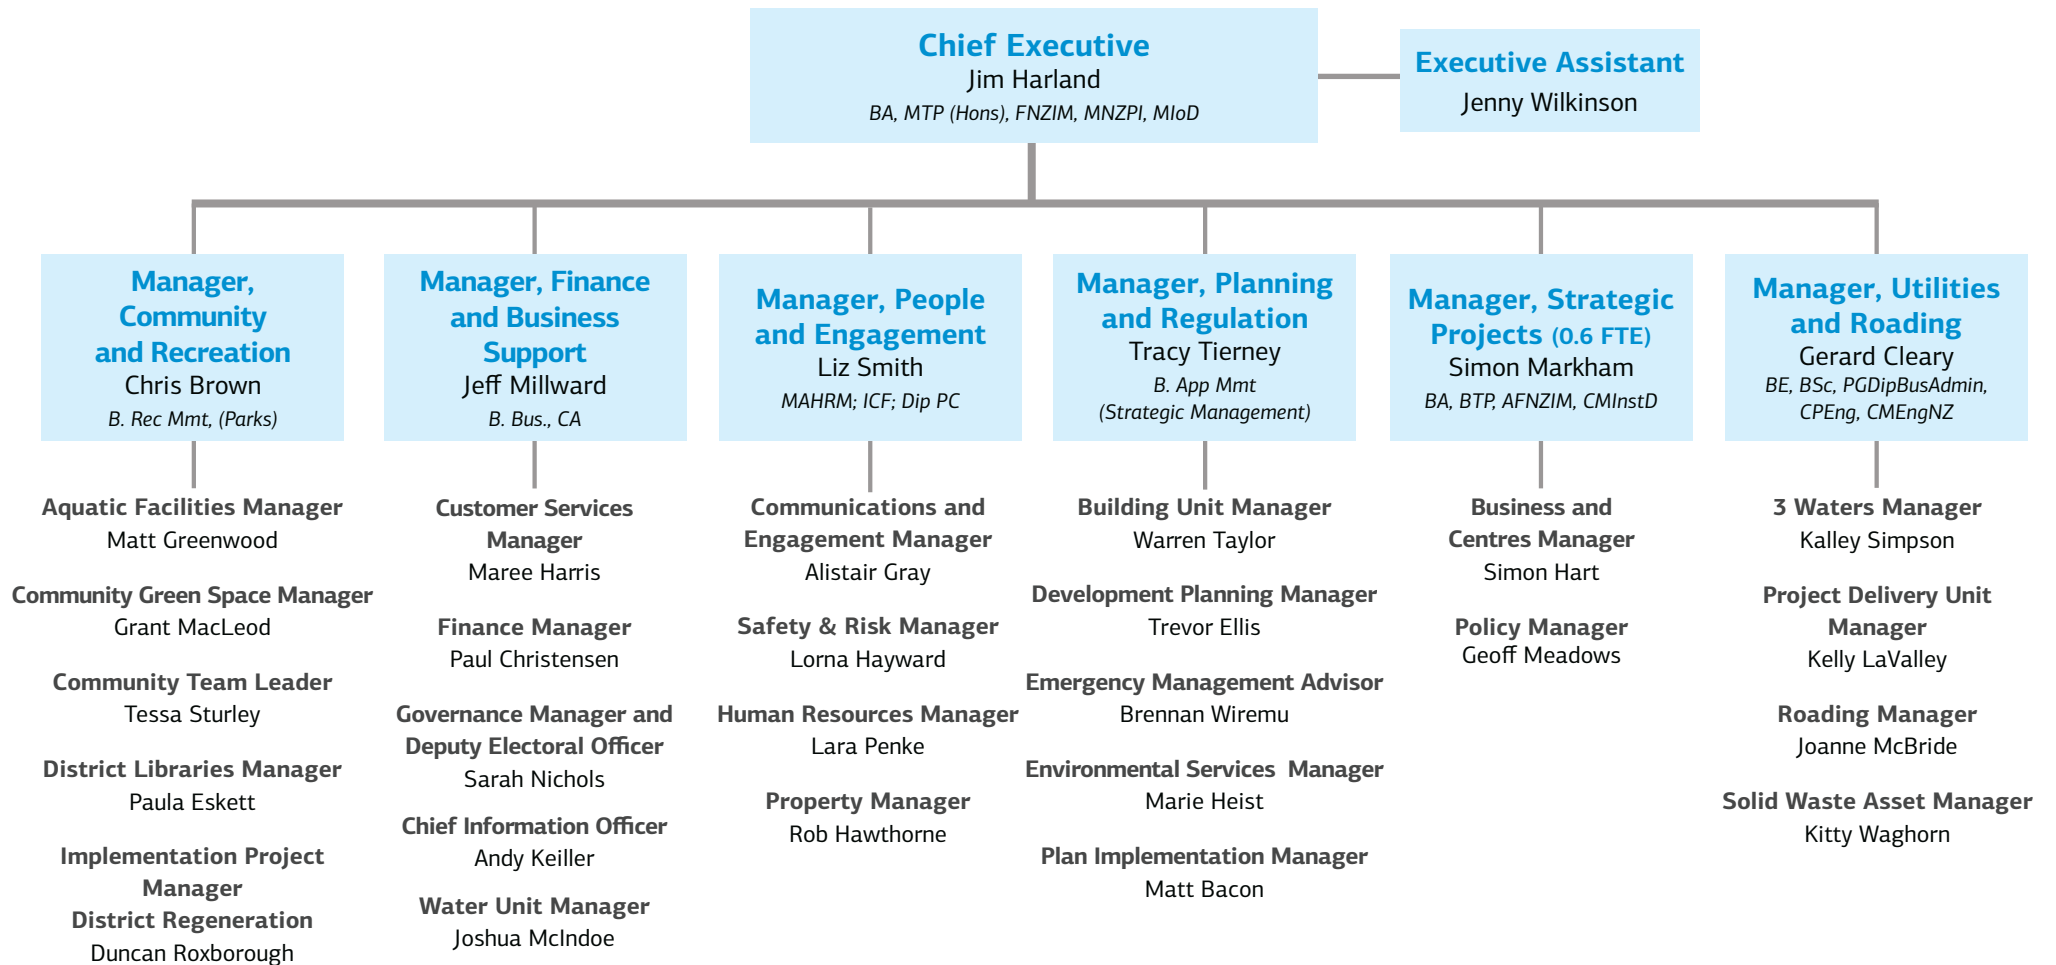 Chief Executive
Jim Harland
BA, MTP (Hons), FNZIM, MNZPI, MIoD
Executive Assistant
Jenny Wilkinson
Manager,
Community
and Recreation
Chris Brown
B. Rec Mmt, (Parks)
Manager, Finance
and Business
Support
Jeff Millward
B. Bus., CA
Manager, People
and Engagement
Liz Smith
MAHRM; ICF; Dip PC
Manager, Planning
and Regulation
Tracy Tierney
B. App Mmt
(Strategic Management)
Manager, Strategic
Projects (0.6 FTE)
Simon Markham
BA, BTP, AFNZIM, CMInstD
Manager, Utilities
and Roading
Gerard Cleary
BE, BSc, PGDipBusAdmin,
CPEng, CMEngNZ
Aquatic Facilities Manager
Matt Greenwood
Community Green Space Manager
Grant MacLeod
Community Team Leader
Tessa Sturley
District Libraries Manager
Paula Eskett
Implementation Project
Manager
District Regeneration
Duncan Roxborough
Customer Services
Manager
Maree Harris
Finance Manager
Paul Christensen
Governance Manager and
Deputy Electoral Officer
Sarah Nichols
Chief Information Officer
Andy Keiller
Water Unit Manager
Joshua McIndoe
Communications and
Engagement Manager
Alistair Gray
Safety & Risk Manager
Lorna Hayward
Human Resources Manager
Lara Penke
Property Manager
Rob Hawthorne
Building Unit Manager
Warren Taylor
Development Planning Manager
Trevor Ellis
Emergency Management Advisor
Brennan Wiremu
Environmental Services Manager
Marie Heist
Plan Implementation Manager
Matt Bacon
Business and
Centres Manager
Simon Hart
Policy Manager
Geoff Meadows
3 Waters Manager
Kalley Simpson
Project Delivery Unit
Manager
Kelly LaValley
Roading Manager
Joanne McBride
Solid Waste Asset Manager
Kitty Waghorn